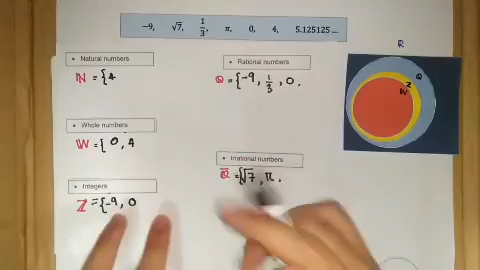 -9, √7, 1/3, π, 0, 4, 5.125125...
R
• Natural numbers
N = {4
• Rational numbers
Q = {-9, 1/3, 0.
Q
Z
W
• Whole numbers
W = {0, 4
• Irrational numbers
Q̅ = {√7, π.
• Integers
Z = {-9, 0